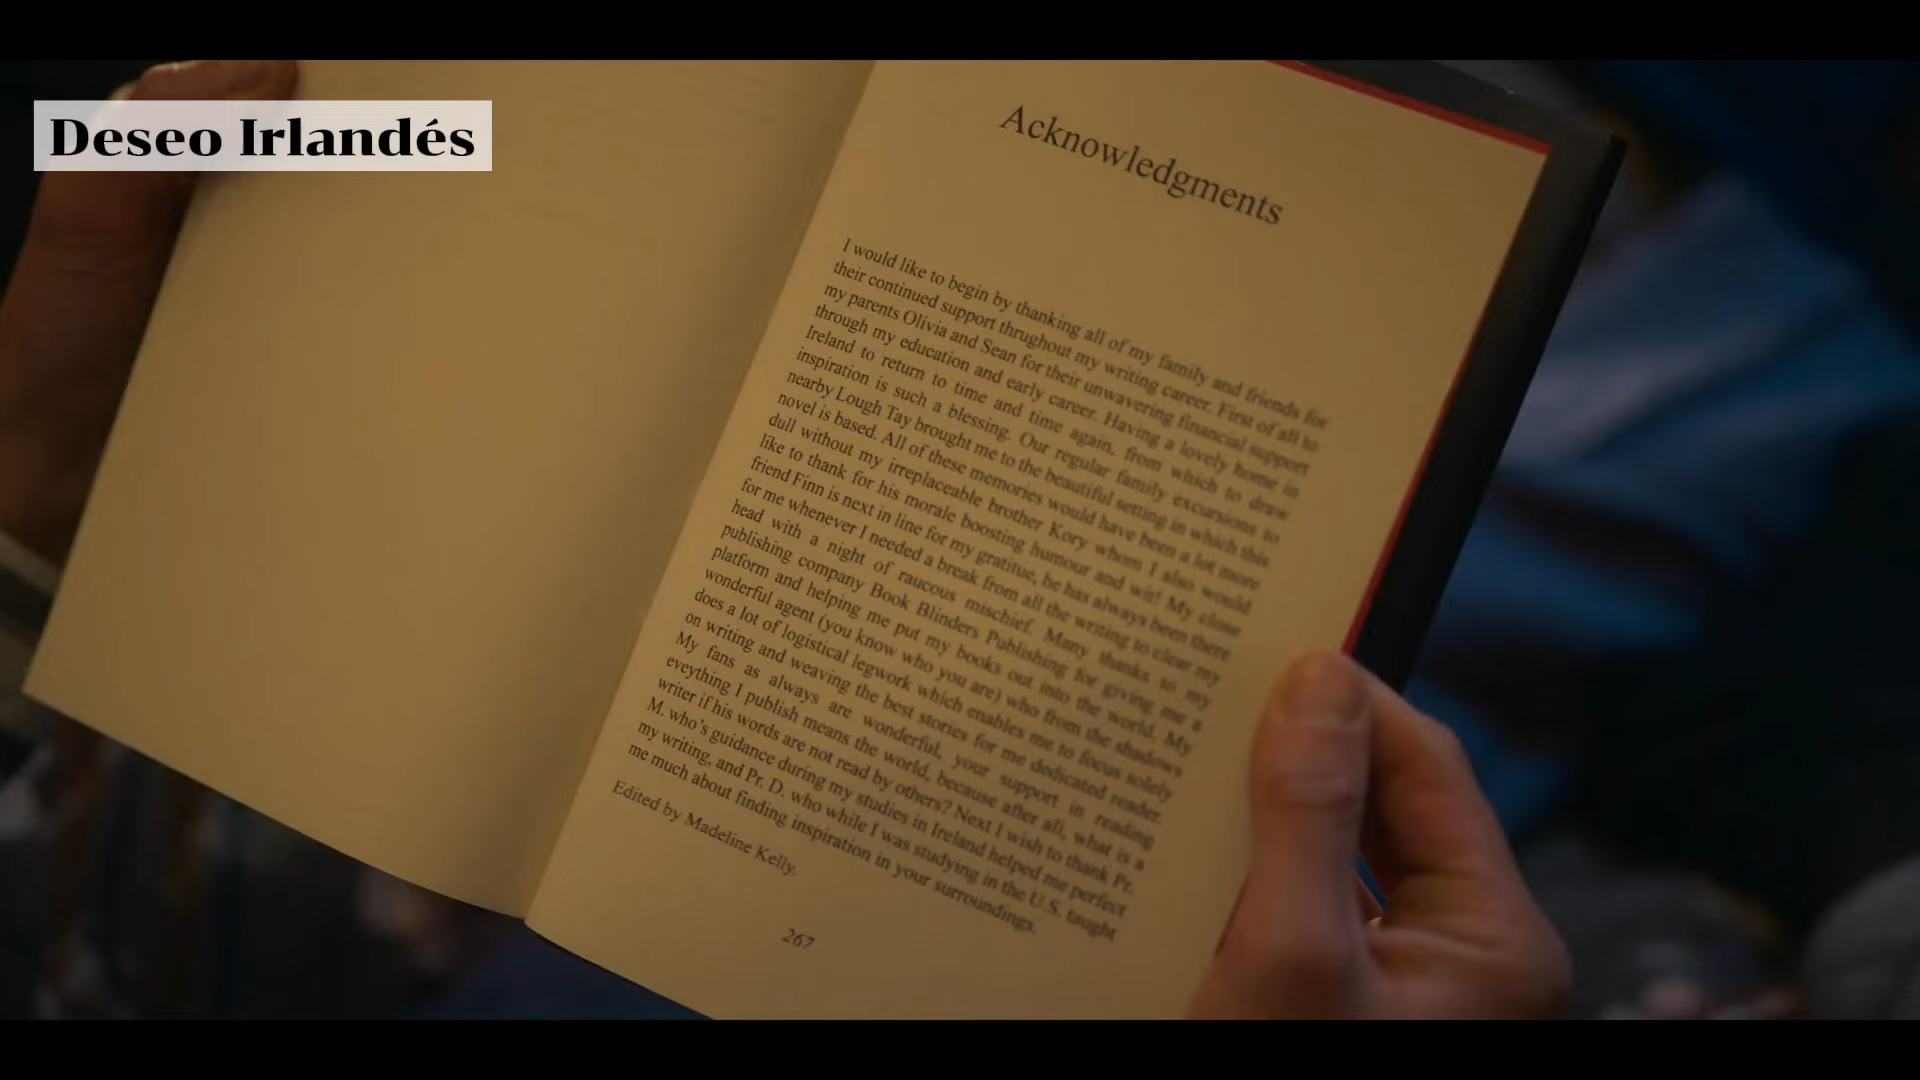 Deseo Irlandés
Acknowledgments
I would like to begin by thanking all of my family and friends for
their continued support thrughout my writing career. First of all to
my parents Olivia and Sean for their unwavering financial support
through my education and early career. Having a lovely home in
Ireland to return to time and time again, from which to draw
inspiration is such a blessing. Our regular family excursions to
nearby Lough Tay brought me to the beautiful setting in which this
novel is based. All of these memories would have been a lot more
dull without my irreplaceable brother Kory whom I also would
like to thank for his morale boosting humour and wit! My close
friend Finn is next in line for my gratitue, he has always been there
for me whenever I needed a break from all the writing to clear my
head with a night of raucous mischief. Many thanks to my
publishing company Book Blinders Publishing for giving me a
platform and helping me put my books out into the world. My
wonderful agent (you know who you are) who from the shadows
does a lot of logistical legwork which enables me to focus solely
on writing and weaving the best stories for me dedicated reader.
My fans as always are wonderful, your support in reading
eveything I publish means the world, because after all, what is a
writer if his words are not read by others? Next I wish to thank Pr.
M. who's guidance during my studies in Ireland helped me perfect
my writing, and Pr. D. who while I was studying in the U.S. taught
me much about finding inspiration in your surroundings.
Edited by Madeline Kelly.
267